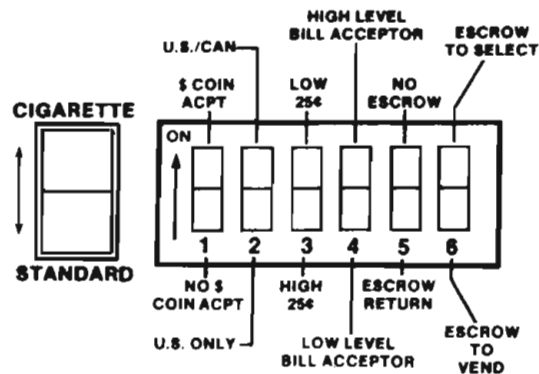 HIGH LEVEL
BILL ACCEPTOR
U.S./CAN
ESCROW
TO SELECT
$ COIN
ACPT
LOW
25¢
NO
ESCROW
CIGARETTE
ON
1 2 3 4 5 6
STANDARD
NO $
COIN ACPT
HIGH
25¢
ESCROW
RETURN
U.S. ONLY
LOW LEVEL
BILL ACCEPTOR
ESCROW
TO
VEND